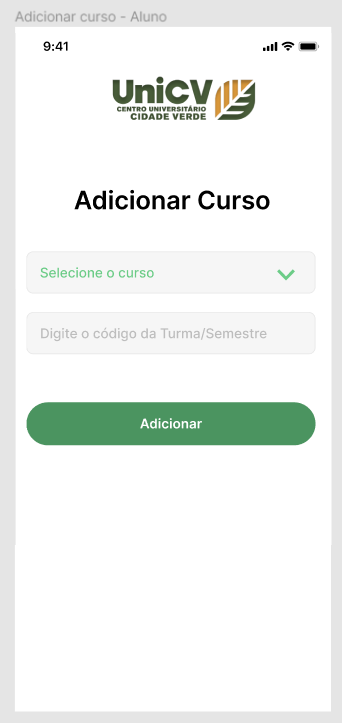 Adicionar curso - Aluno
9:41
UniCV
CENTRO UNIVERSITÁRIO
CIDADE VERDE
Adicionar Curso
Selecione o curso
Digite o código da Turma/Semestre
Adicionar